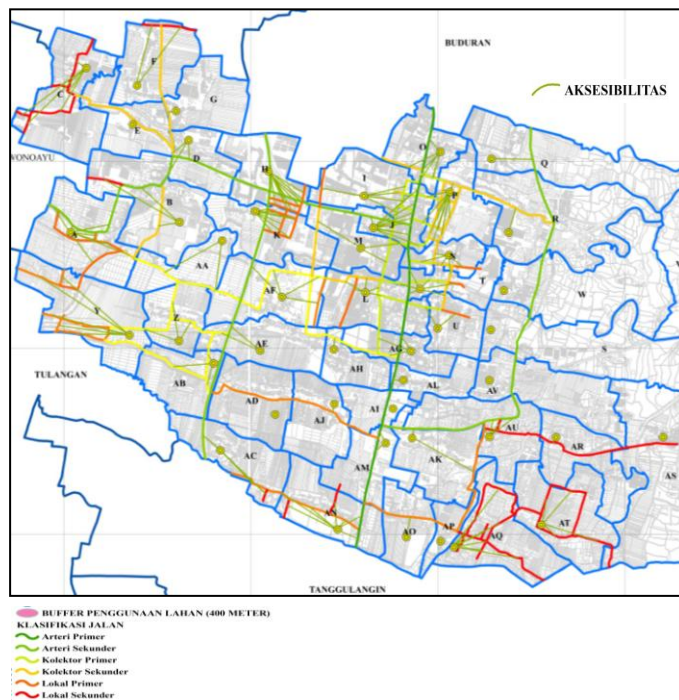 BUDURAN
AKSESIBILITAS
F
C
G
E
O
WONOAYU
D
Q
H
I
P
B
R
J
A
K
M
N
AA
T
AF
L
W
Y
Z
U
S
AE
AG
AH
TULANGAN
AB
AL
AV
AD
AI
AJ
AU
AK
AR
AC
AM
AS
AN
AT
AO
AP
AQ
TANGGULANGIN
BUFFER PENGGUNAAN LAHAN (400 METER)
KLASIFIKASI JALAN
Arteri Primer
Arteri Sekunder
Kolektor Primer
Kolektor Sekunder
Lokal Primer
Lokal Sekunder